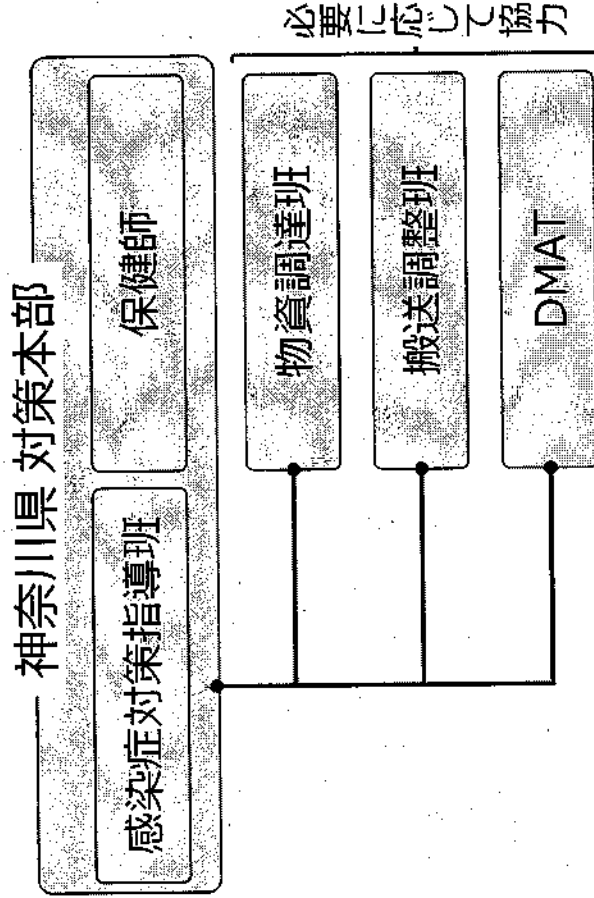 神奈川県 対策本部
感染症対策指導班
保健師
物資調達班
搬送調整班
DMAT
必要に応じて協力